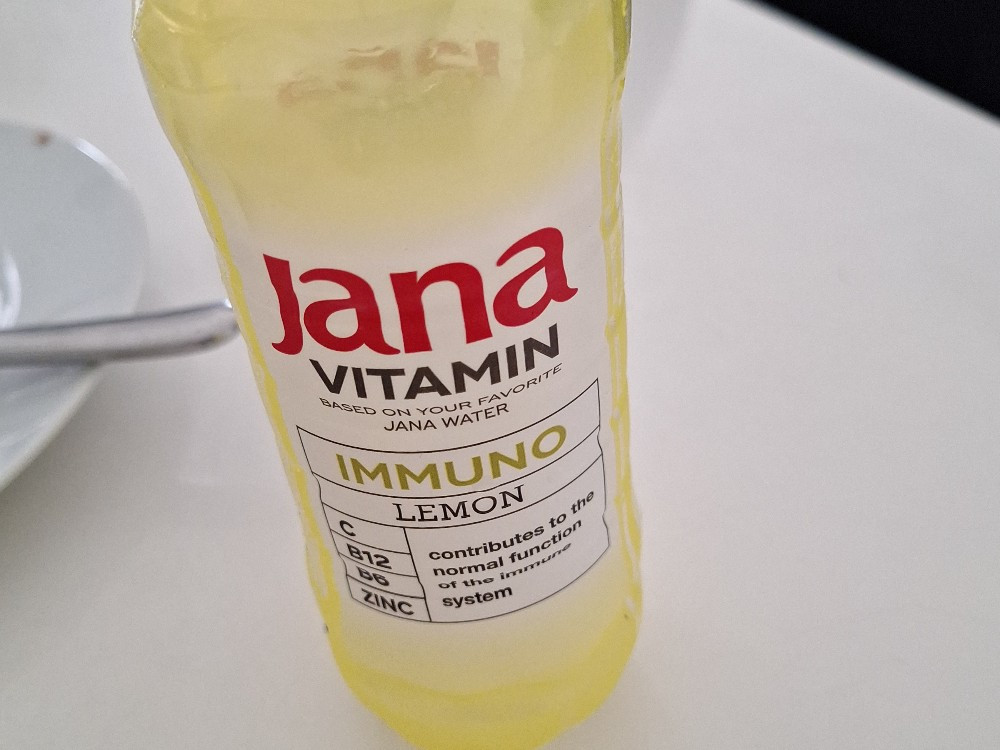 Jana
VITAMIN
BASED ON YOUR FAVORITE
JANA WATER
IMMUNO
LEMON
C
B12
B6
ZINC
contributes to the
normal function
of the immune
system